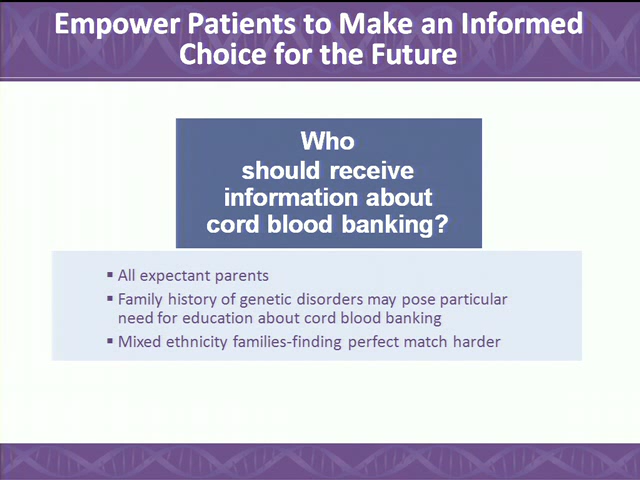 Empower Patients to Make an Informed
Choice for the Future
Who
should receive
information about
cord blood banking?
▪ All expectant parents
▪ Family history of genetic disorders may pose particular
need for education about cord blood banking
▪ Mixed ethnicity families-finding perfect match harder